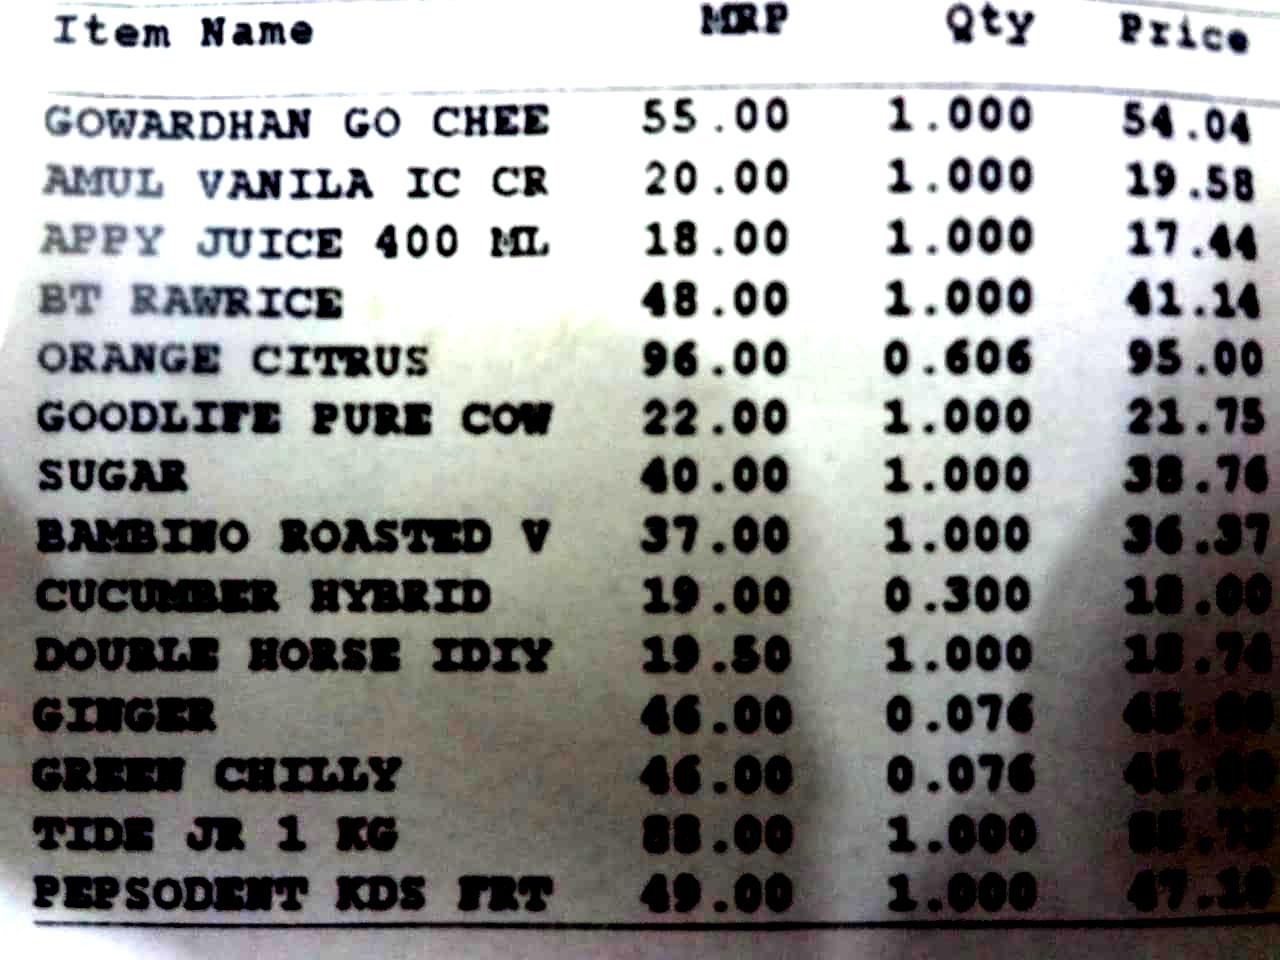 Item Name MRP Qty Price
GOWARDHAN GO CHEE 55.00 1.000 54.04
AMUL VANILA IC CR 20.00 1.000 19.58
APPY JUICE 400 ML 18.00 1.000 17.44
BT RAWRICE 48.00 1.000 41.14
ORANGE CITRUS 96.00 0.606 95.00
GOODLIFE PURE COW 22.00 1.000 21.75
SUGAR 40.00 1.000 38.76
BAMBINO ROASTED V 37.00 1.000 36.37
CUCUMBER HYBRID 19.00 0.300 18.00
DOUBLE HORSE IDIY 19.50 1.000 18.74
GINGER 46.00 0.076 45.00
GREEN CHILLY 46.00 0.076 45.00
TIDE JR 1 KG 88.00 1.000
PEPSODENT KDS FRT 49.00 1.000